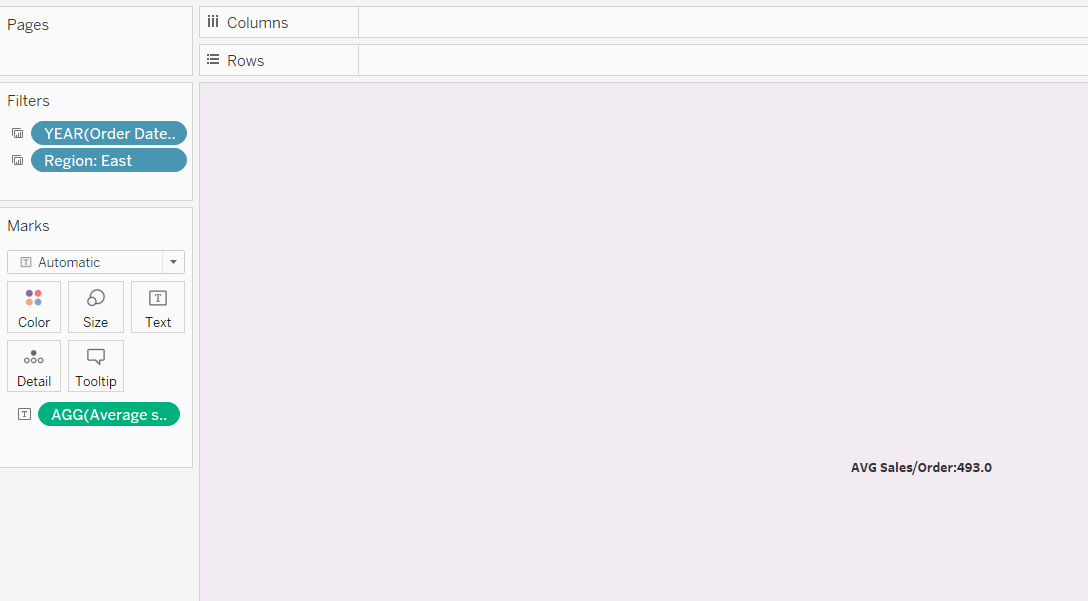 Pages
Columns
Rows
Filters
YEAR(Order Date..
Region: East
Marks
T Automatic
Color Size T Text
Detail Tooltip
T AGG(Average s..
AVG Sales/Order:493.0